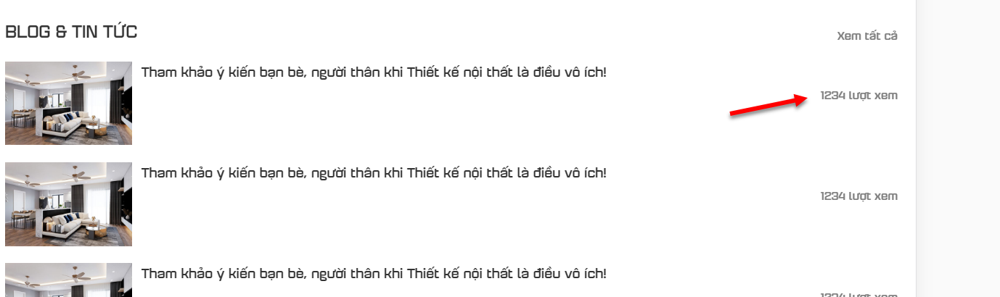 BLOG & TIN TỨC
Xem tất cả
Tham khảo ý kiến bạn bè, người thân khi Thiết kế nội thất là điều vô ích!
1234 lượt xem
Tham khảo ý kiến bạn bè, người thân khi Thiết kế nội thất là điều vô ích!
1234 lượt xem
Tham khảo ý kiến bạn bè, người thân khi Thiết kế nội thất là điều vô ích!
1234 lượt xem